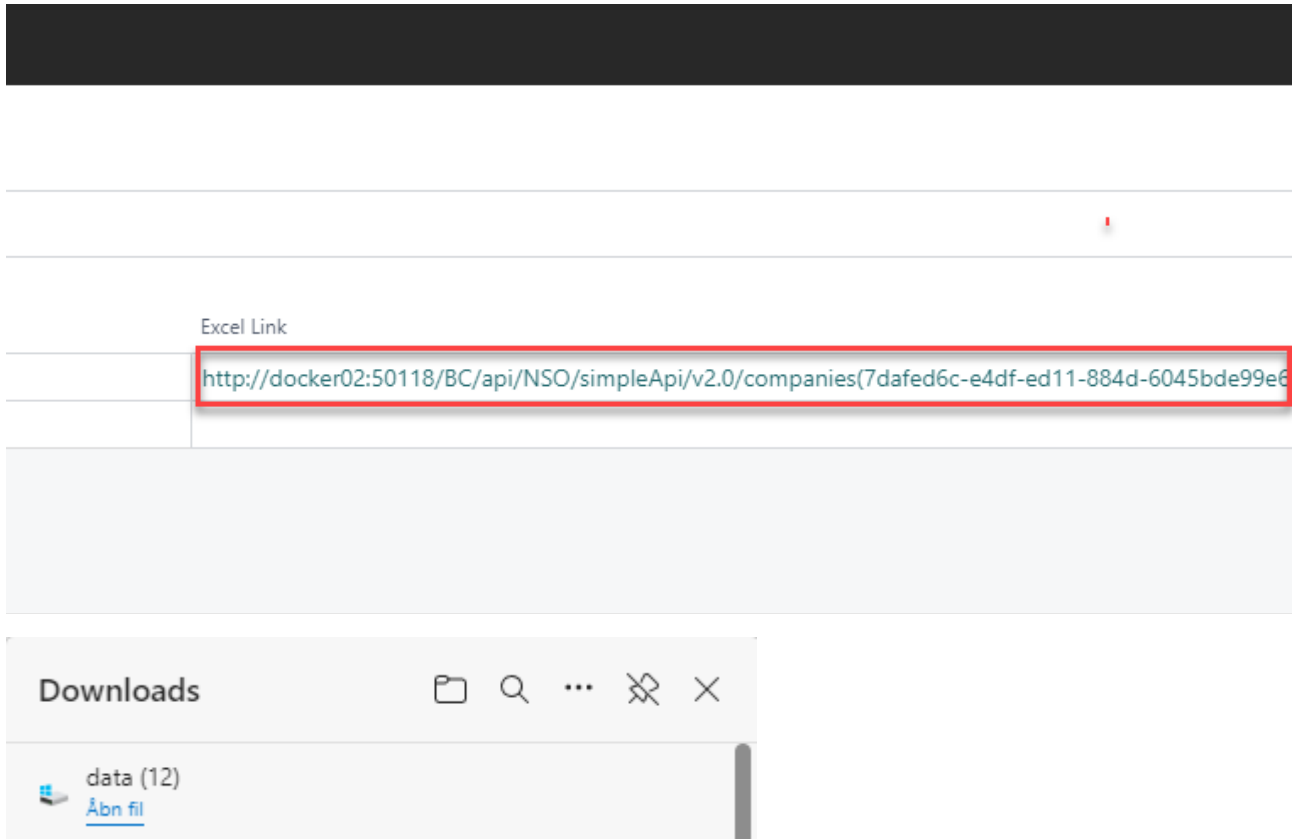 Excel Link
http://docker02:50118/BC/api/NSO/simpleApi/v2.0/companies(7dafed6c-e4df-ed11-884d-6045bde99e6
Downloads
data (12)
Åbn fil